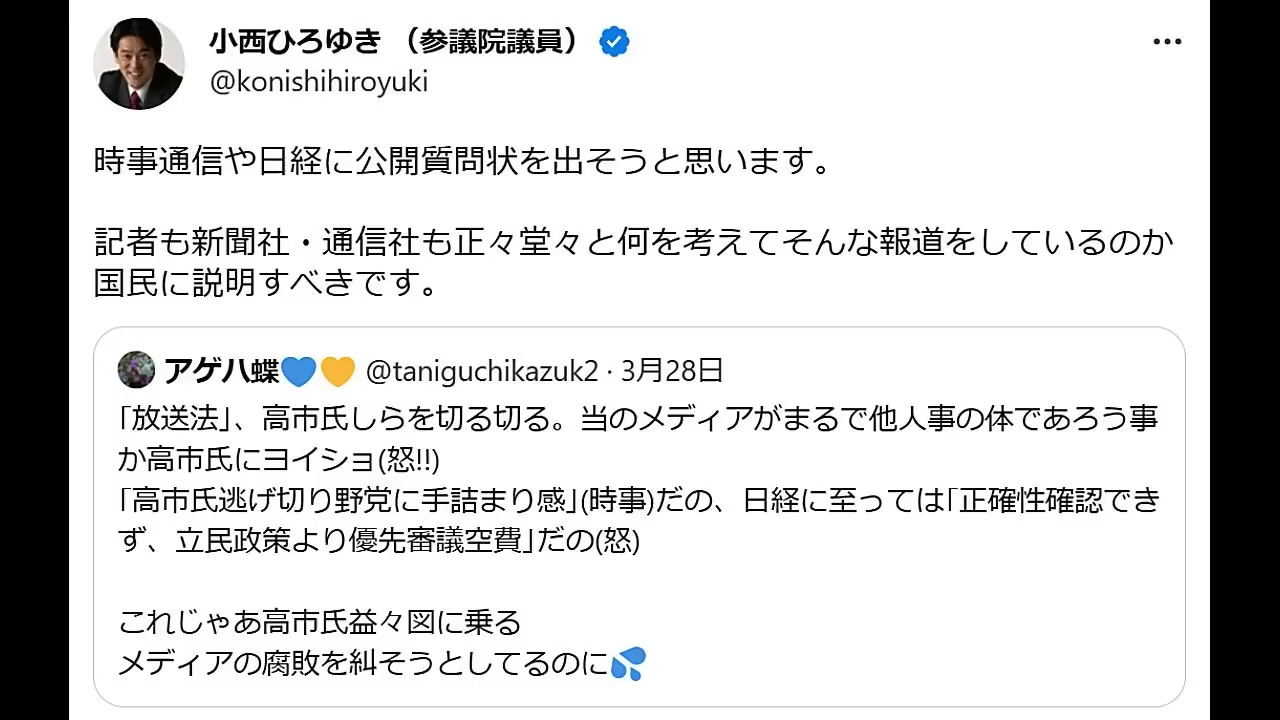 小西ひろゆき （参議院議員）
@konishihiroyuki
時事通信や日経に公開質問状を出そうと思います。
記者も新聞社・通信社も正々堂々と何を考えてそんな報道をしているのか
国民に説明すべきです。
アゲハ蝶💙🧡 @taniguchikazuk2 · 3月28日
｢放送法｣、高市氏しらを切る切る。当のメディアがまるで他人事の体であろう事
か高市氏にヨイショ(怒!!)
｢高市氏逃げ切り野党に手詰まり感｣(時事)だの、日経に至っては｢正確性確認でき
ず、立民政策より優先審議空費｣だの(怒)
これじゃあ高市氏益々図に乗る
メディアの腐敗を糾そうとしてるのに💦